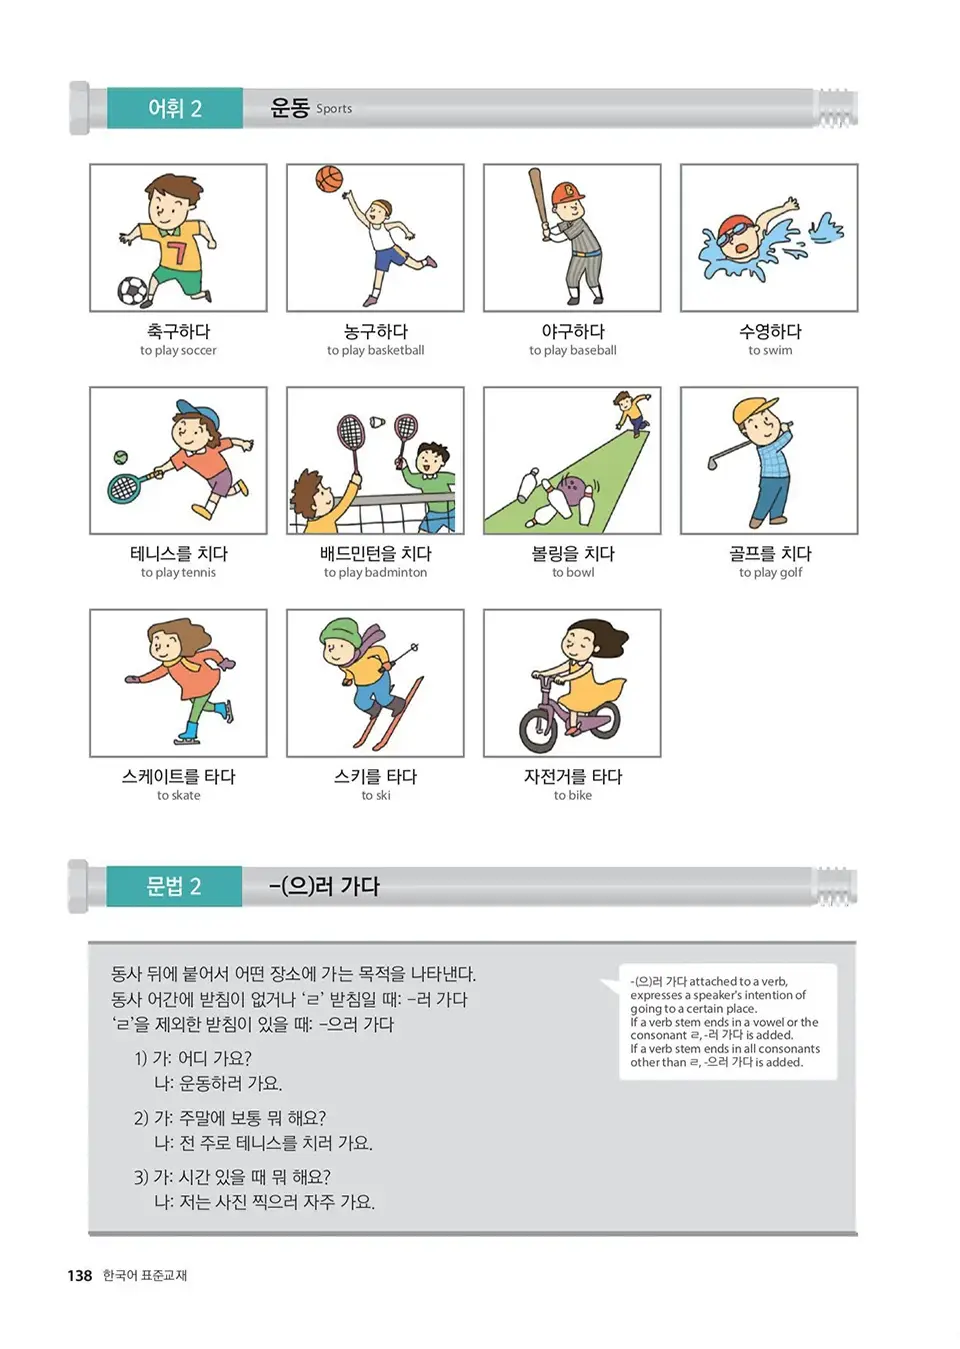 어휘 2 운동 Sports
7
B
축구하다 농구하다 야구하다 수영하다
to play soccer to play basketball to play baseball to swim
테니스를 치다 배드민턴을 치다 볼링을 치다 골프를 치다
to play tennis to play badminton to bowl to play golf
스케이트를 타다 스키를 타다 자전거를 타다
to skate to ski to bike
문법 2 –(으)러 가다
동사 뒤에 붙어서 어떤 장소에 가는 목적을 나타낸다.
동사 어간에 받침이 없거나 ‘ㄹ’ 받침일 때: –러 가다
‘ㄹ’을 제외한 받침이 있을 때: –으러 가다
1) 가: 어디 가요?
나: 운동하러 가요.
2) 가: 주말에 보통 뭐 해요?
나: 전 주로 테니스를 치러 가요.
3) 가: 시간 있을 때 뭐 해요?
나: 저는 사진 찍으러 자주 가요.
-(으)러 가다 attached to a verb,
expresses a speaker's intention of
going to a certain place.
If a verb stem ends in a vowel or the
consonant ㄹ, -러 가다 is added.
If a verb stem ends in all consonants
other than ㄹ, -으러 가다 is added.
138 한국어 표준교재